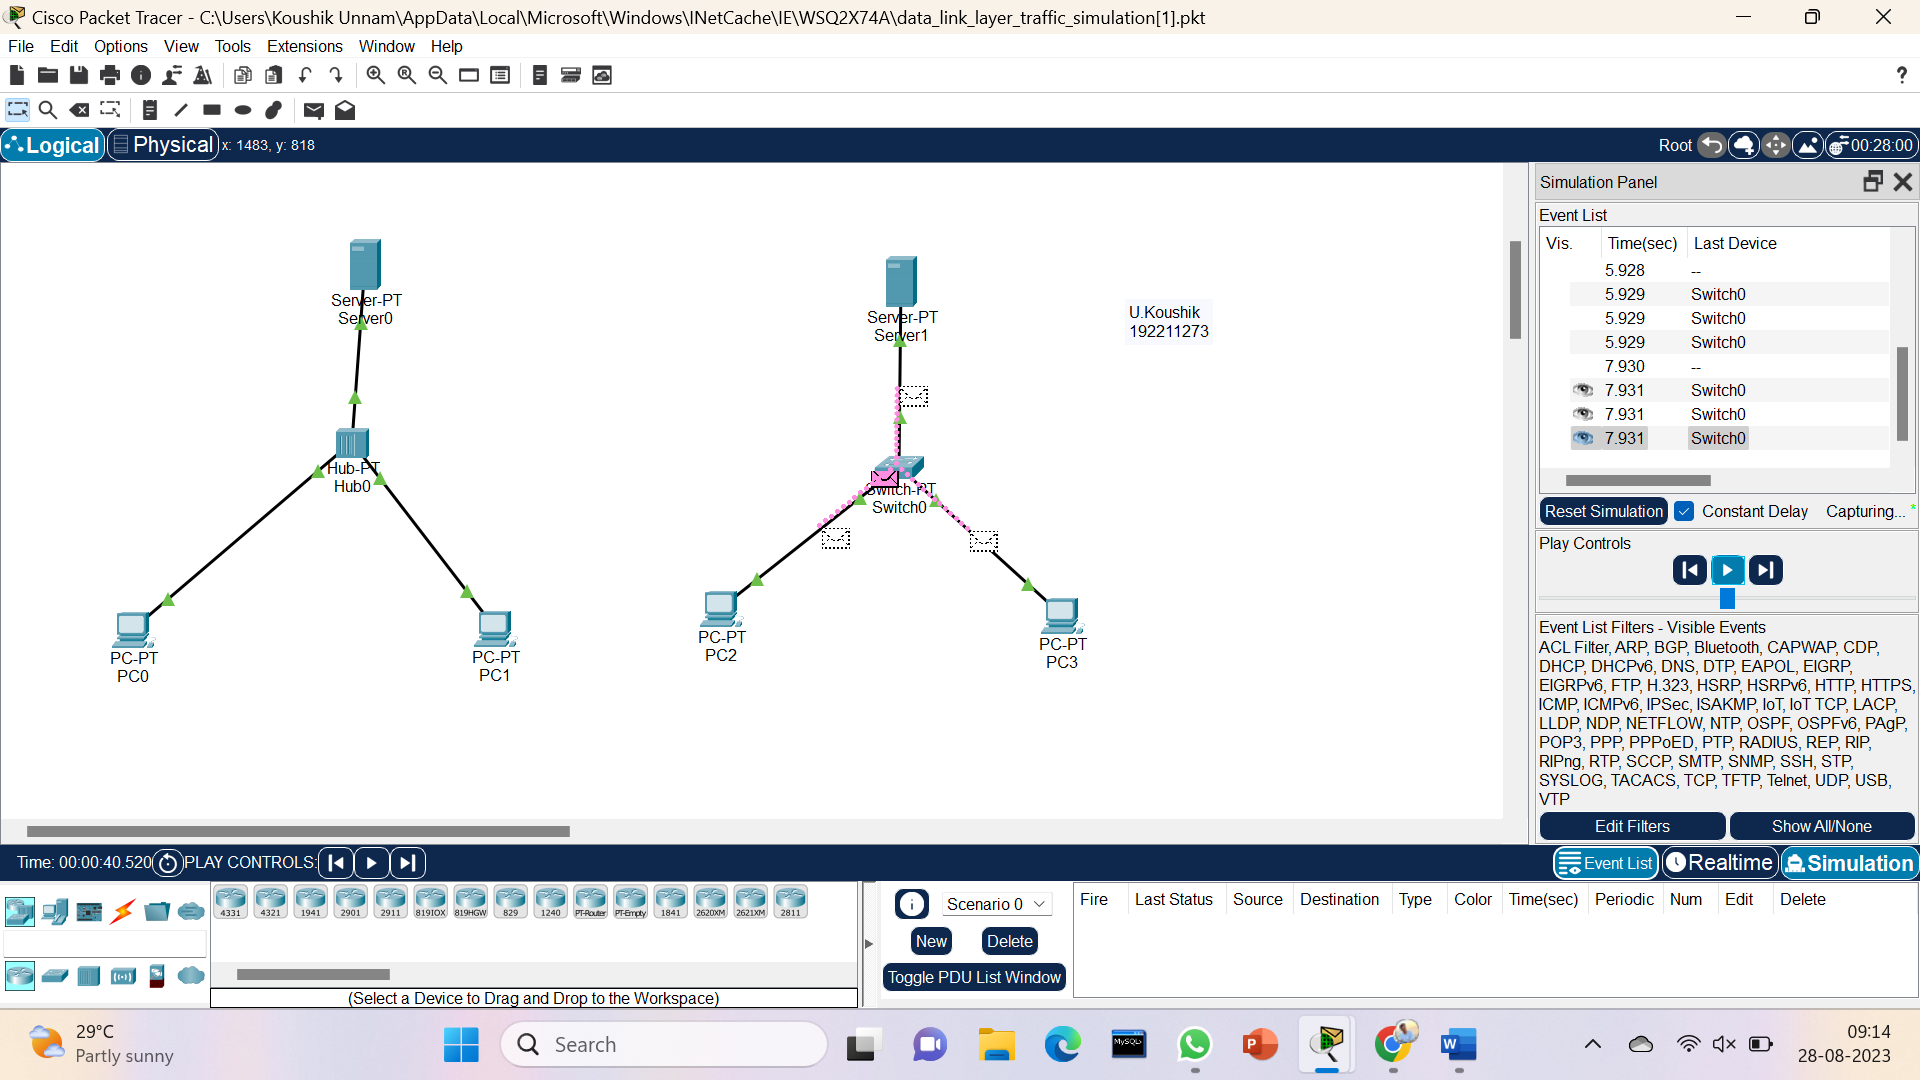 Cisco Packet Tracer - C:\Users\Koushik Unnam\AppData\Local\Microsoft\Windows\INetCache\IE\WSQ2X74A\data_link_layer_traffic_simulation[1].pkt
File Edit Options View Tools Extensions Window Help
?
Logical Physical x: 1483, y: 818
Root 00:28:00
Server-PT
Server0
Hub-PT
Hub0
PC-PT
PC0
PC-PT
PC1
Server-PT
Server1
Switch-PT
Switch0
PC-PT
PC2
PC-PT
PC3
U.Koushik
192211273
Simulation Panel
Event List
Vis. Time(sec) Last Device
5.928 --
5.929 Switch0
5.929 Switch0
5.929 Switch0
7.930 --
7.931 Switch0
7.931 Switch0
7.931 Switch0
Reset Simulation Constant Delay Capturing... *
Play Controls
Event List Filters - Visible Events
ACL Filter, ARP, BGP, Bluetooth, CAPWAP, CDP,
DHCP, DHCPv6, DNS, DTP, EAPOL, EIGRP,
EIGRPv6, FTP, H.323, HSRP, HSRPv6, HTTP, HTTPS,
ICMP, ICMPv6, IPSec, ISAKMP, IoT, IoT TCP, LACP,
LLDP, NDP, NETFLOW, NTP, OSPF, OSPFv6, PAgP,
POP3, PPP, PPPoED, PTP, RADIUS, REP, RIP,
RIPng, RTP, SCCP, SMTP, SNMP, SSH, STP,
SYSLOG, TACACS, TCP, TFTP, Telnet, UDP, USB,
VTP
Edit Filters Show All/None
Time: 00:00:40.520 PLAY CONTROLS:
Event List Realtime Simulation
4331 4321 1941 2901 2911 819IOX 819HGW 829 1240 PT-Router PT-Empty 1841 2620XM 2621XM 2811
(Select a Device to Drag and Drop to the Workspace)
Scenario 0
New Delete
Toggle PDU List Window
Fire Last Status Source Destination Type Color Time(sec) Periodic Num Edit Delete
29°C
Partly sunny
Search
MySQL
09:14
28-08-2023